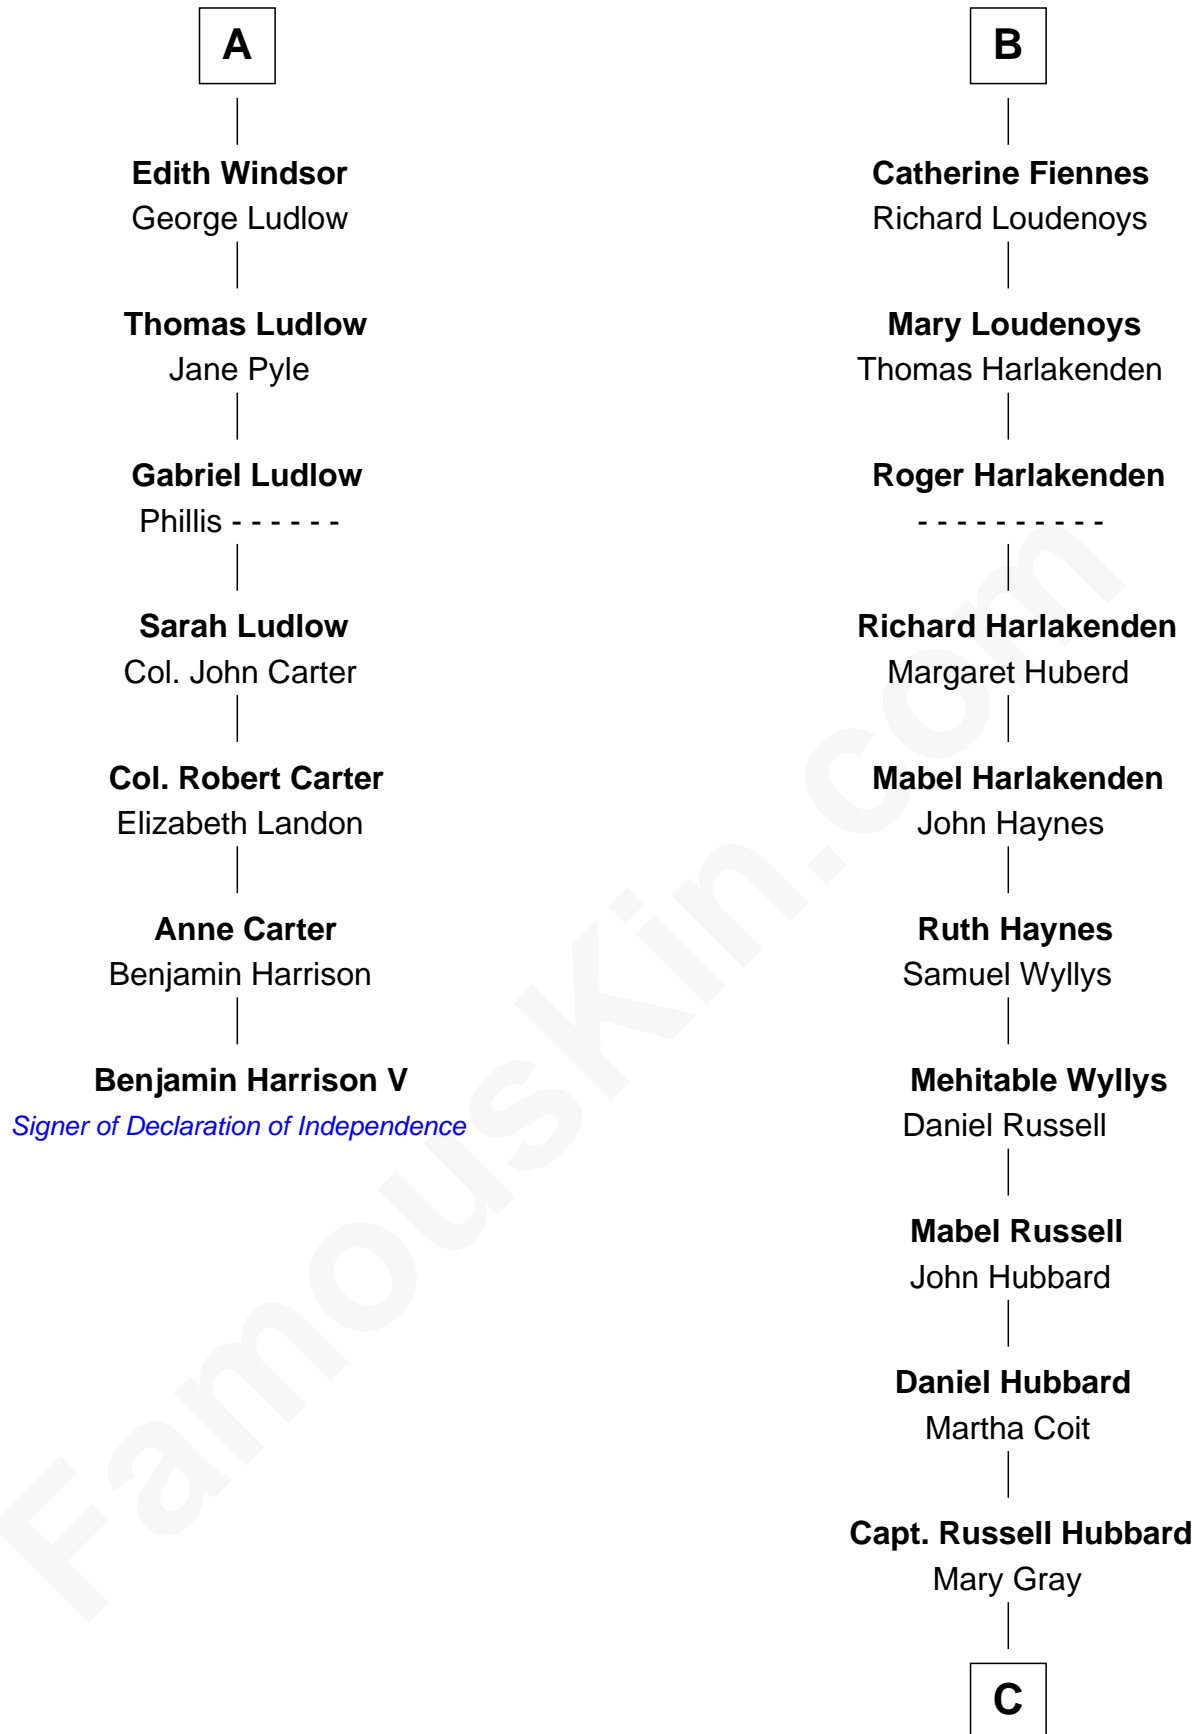 A
Edith Windsor
George Ludlow
Thomas Ludlow
Jane Pyle
Gabriel Ludlow
Phillis - - - - - -
Sarah Ludlow
Col. John Carter
Col. Robert Carter
Elizabeth Landon
Anne Carter
Benjamin Harrison
Benjamin Harrison V
Signer of Declaration of Independence
B
Catherine Fiennes
Richard Loudenoys
Mary Loudenoys
Thomas Harlakenden
Roger Harlakenden
- - - - - - - - - -
Richard Harlakenden
Margaret Huberd
Mabel Harlakenden
John Haynes
Ruth Haynes
Samuel Wyllys
Mehitable Wyllys
Daniel Russell
Mabel Russell
John Hubbard
Daniel Hubbard
Martha Coit
Capt. Russell Hubbard
Mary Gray
C
FamousKin.com